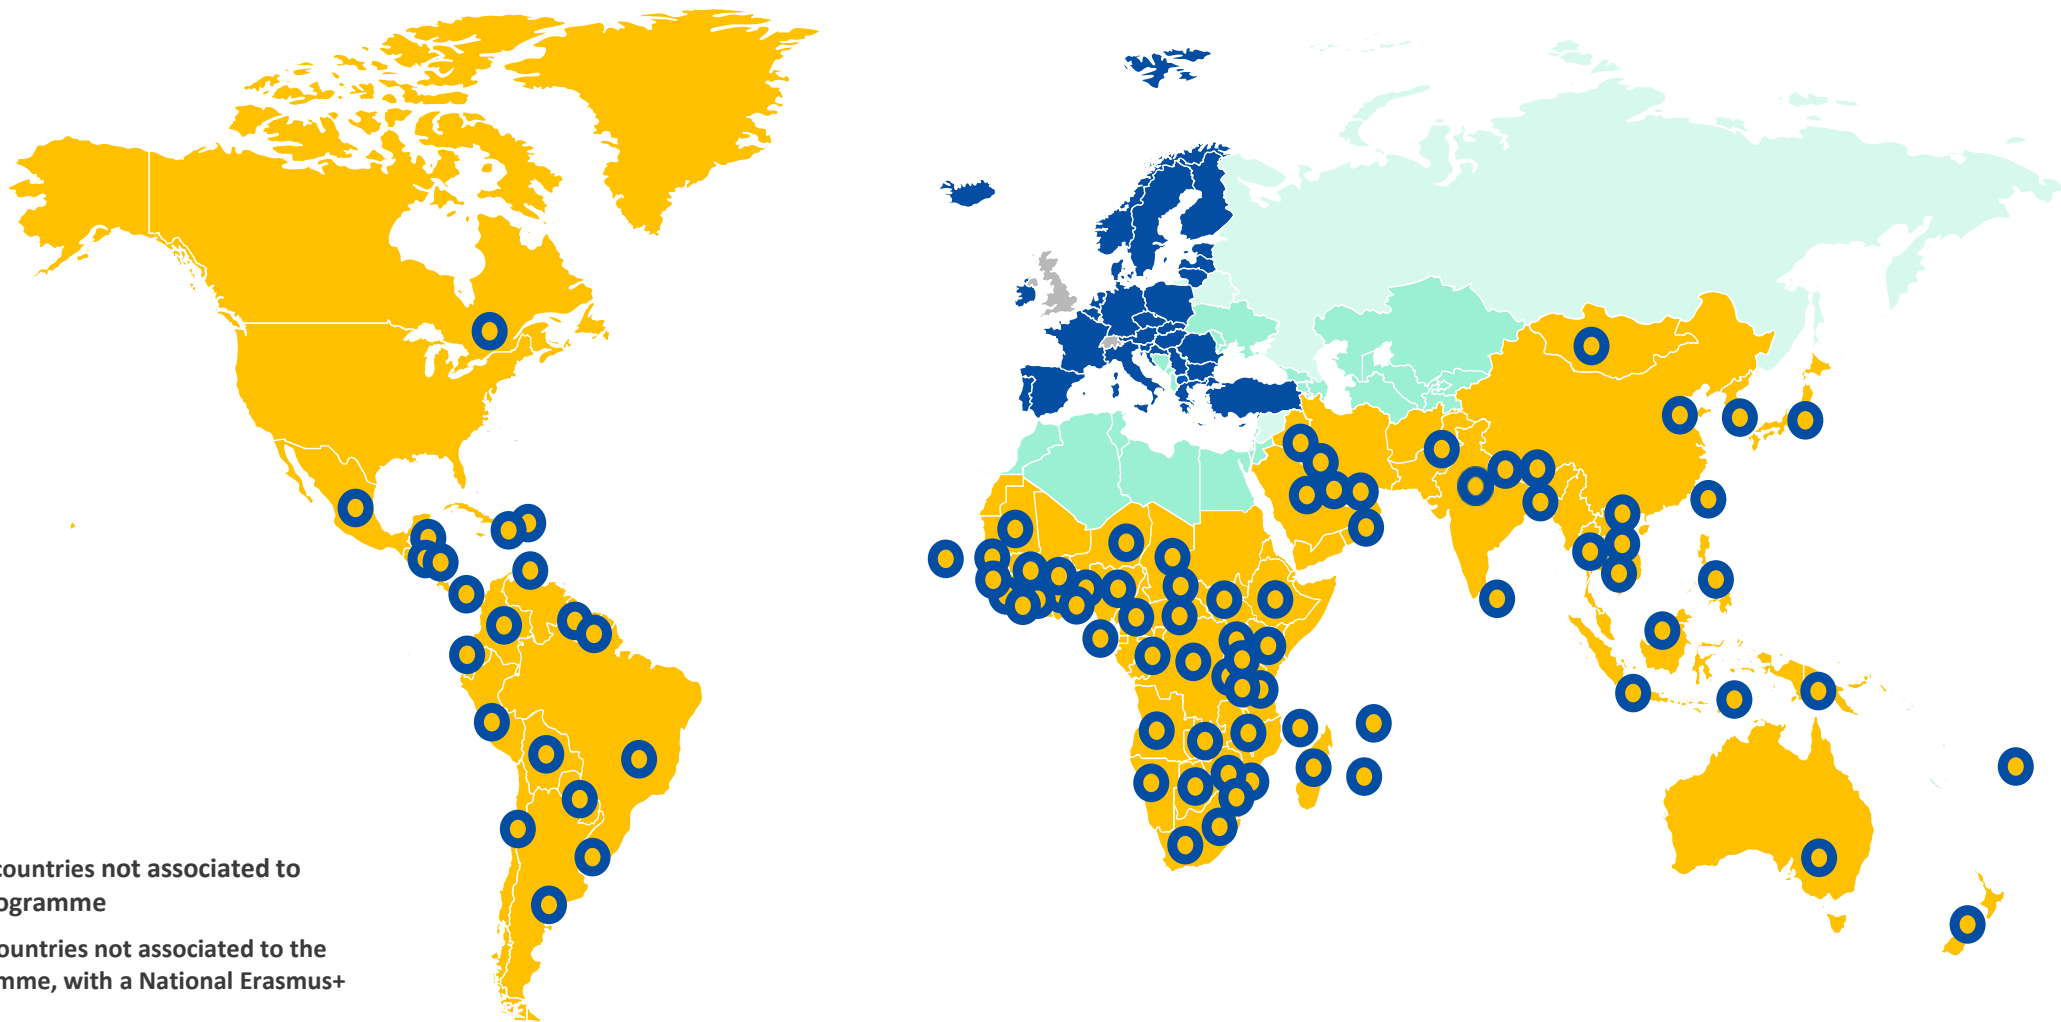 countries not associated to
ogramme
ountries not associated to the
mme, with a National Erasmus+